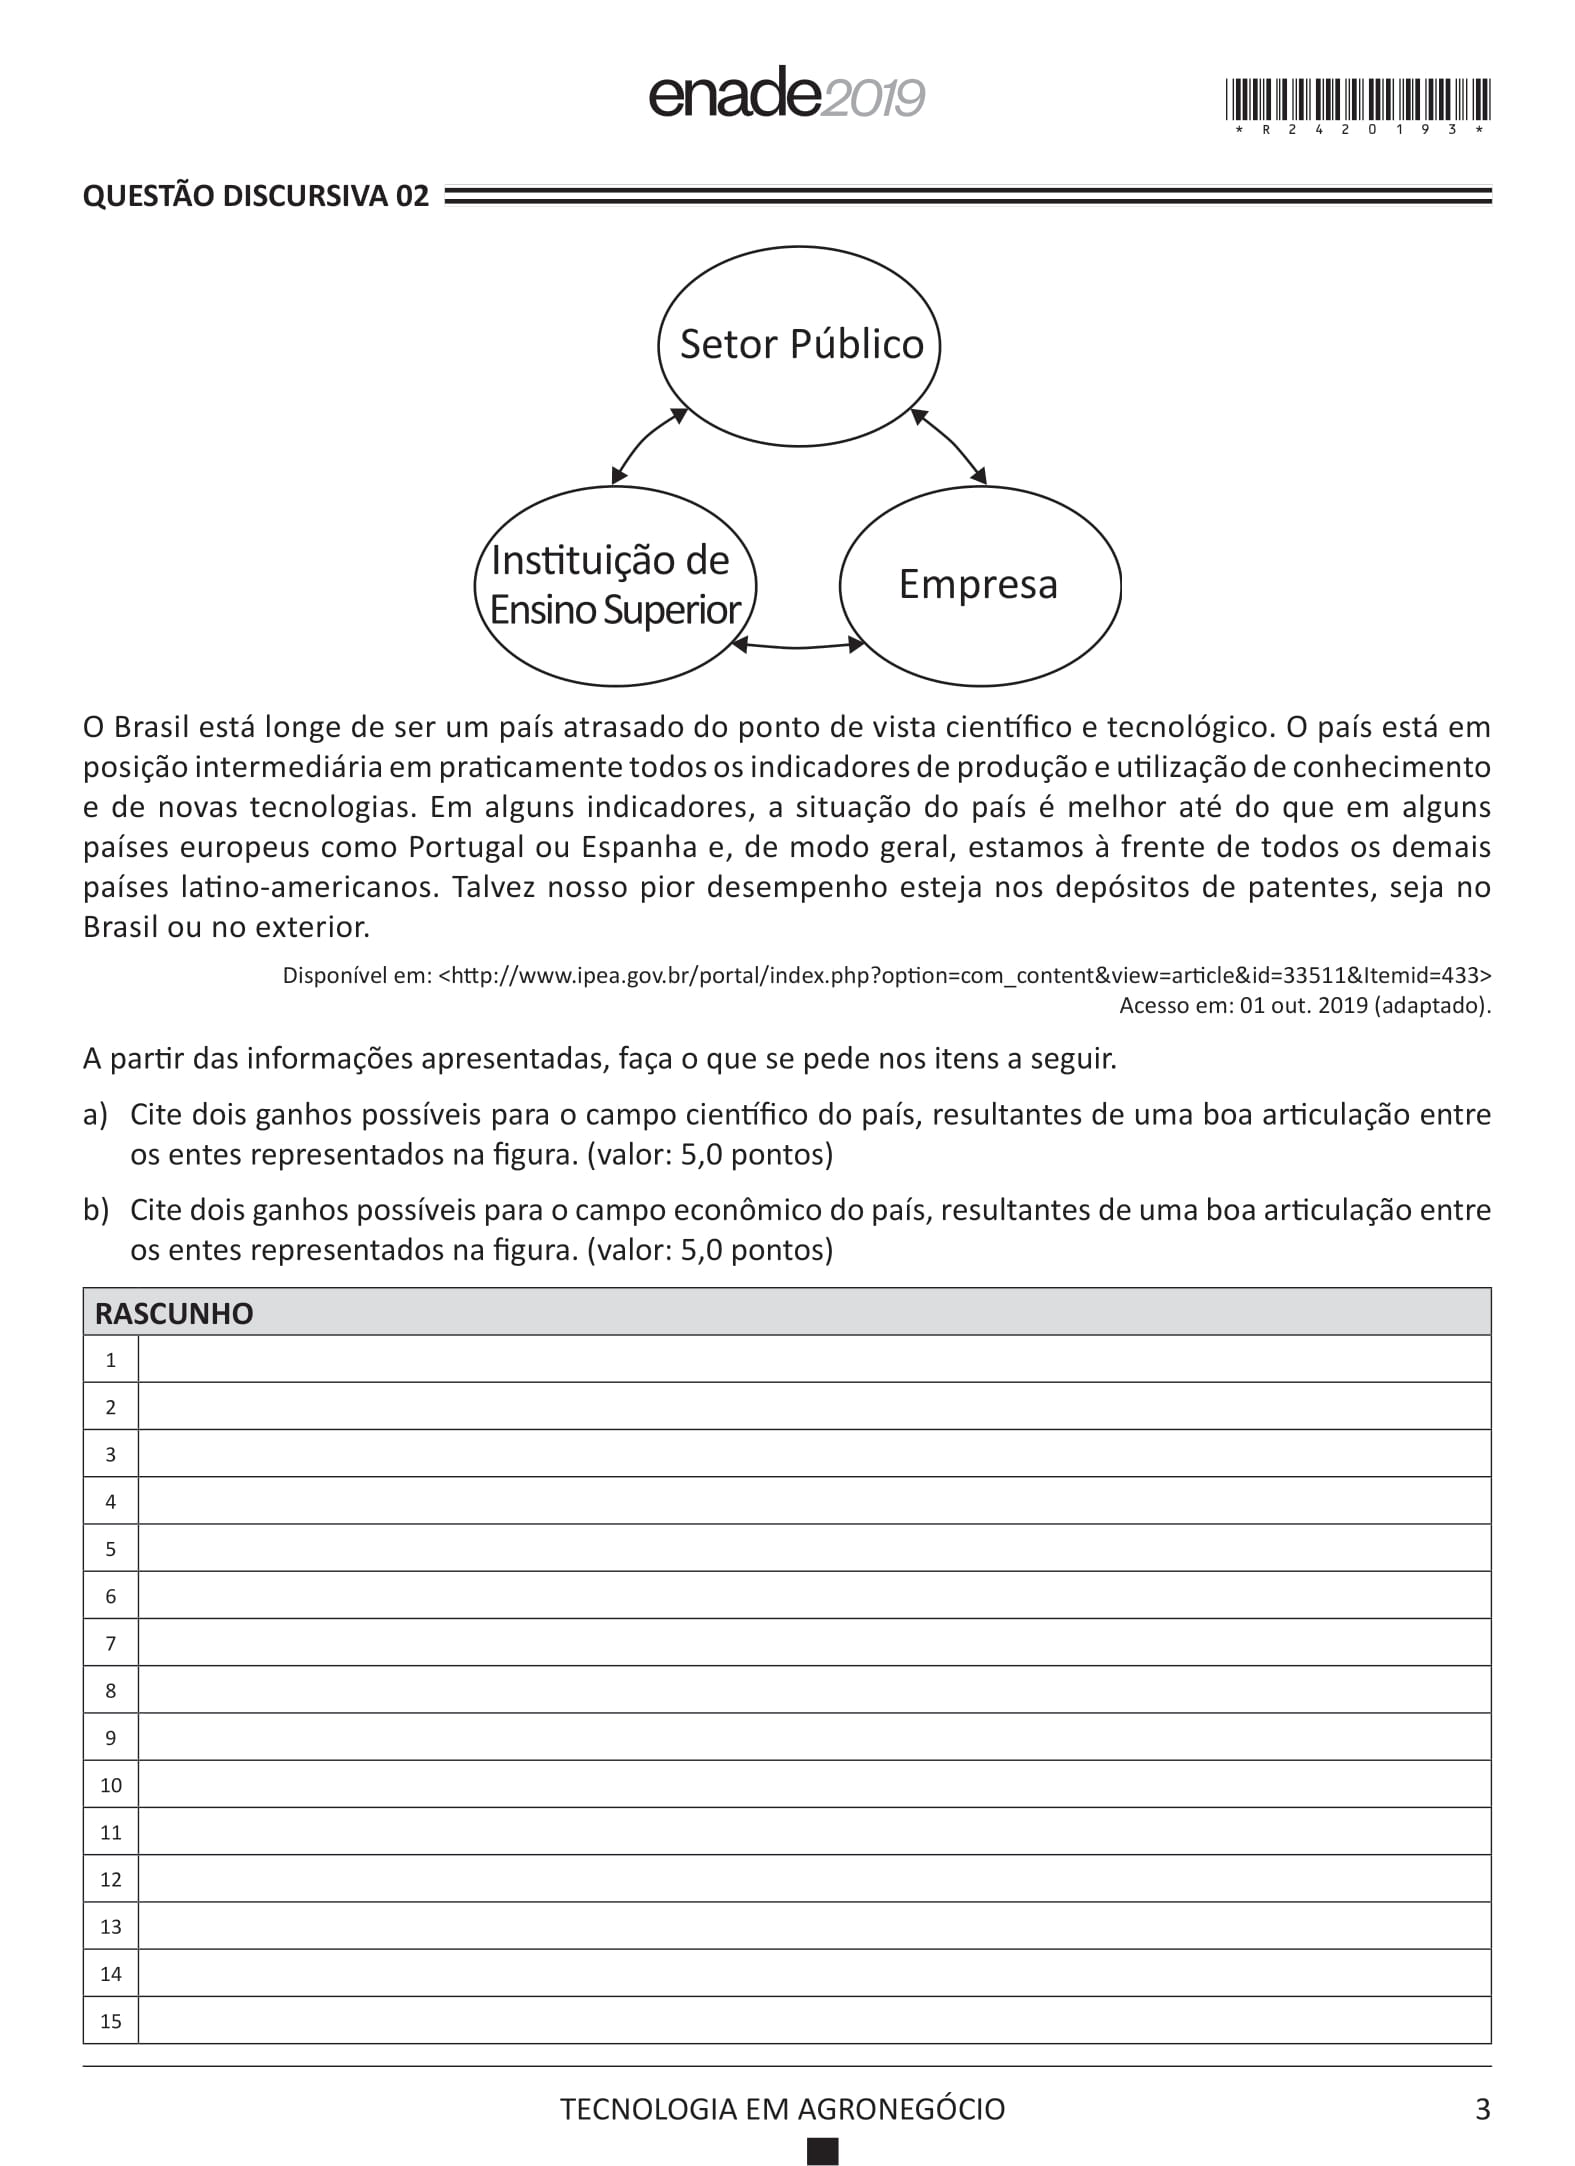 enade2019
*R2420193*
QUESTÃO DISCURSIVA 02
Setor Público
Instituição de
Ensino Superior
Empresa
O Brasil está longe de ser um país atrasado do ponto de vista científico e tecnológico. O país está em
posição intermediária em praticamente todos os indicadores de produção e utilização de conhecimento
e de novas tecnologias. Em alguns indicadores, a situação do país é melhor até do que em alguns
países europeus como Portugal ou Espanha e, de modo geral, estamos à frente de todos os demais
países latino-americanos. Talvez nosso pior desempenho esteja nos depósitos de patentes, seja no
Brasil ou no exterior.
Disponível em: <http://www.ipea.gov.br/portal/index.php?option=com_content&view=article&id=33511&Itemid=433>
Acesso em: 01 out. 2019 (adaptado).
A partir das informações apresentadas, faça o que se pede nos itens a seguir.
a) Cite dois ganhos possíveis para o campo científico do país, resultantes de uma boa articulação entre
os entes representados na figura. (valor: 5,0 pontos)
b) Cite dois ganhos possíveis para o campo econômico do país, resultantes de uma boa articulação entre
os entes representados na figura. (valor: 5,0 pontos)
RASCUNHO
1
2
3
4
5
6
7
8
9
10
11
12
13
14
15
TECNOLOGIA EM AGRONEGÓCIO
3